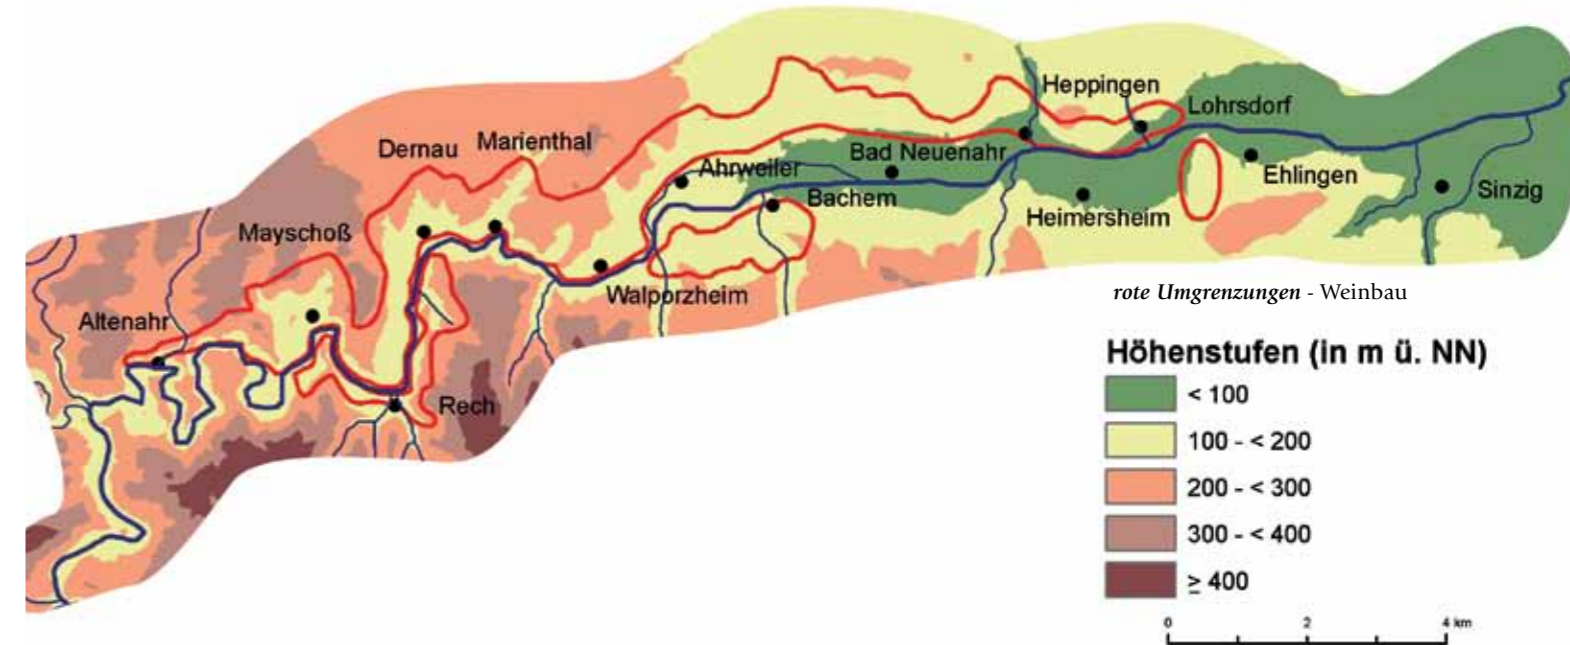 Heppingen
Lohrsdorf
Dernau
Marienthal
Bad Neuenahr
Ahrweiler
Ehlingen
Sinzig
Bachem
Heimersheim
Mayschoß
Walporzheim
Altenahr
Rech
rote Umgrenzungen - Weinbau
Höhenstufen (in m ü. NN)
< 100
100 - < 200
200 - < 300
300 - < 400
≥ 400
0 2 4 km